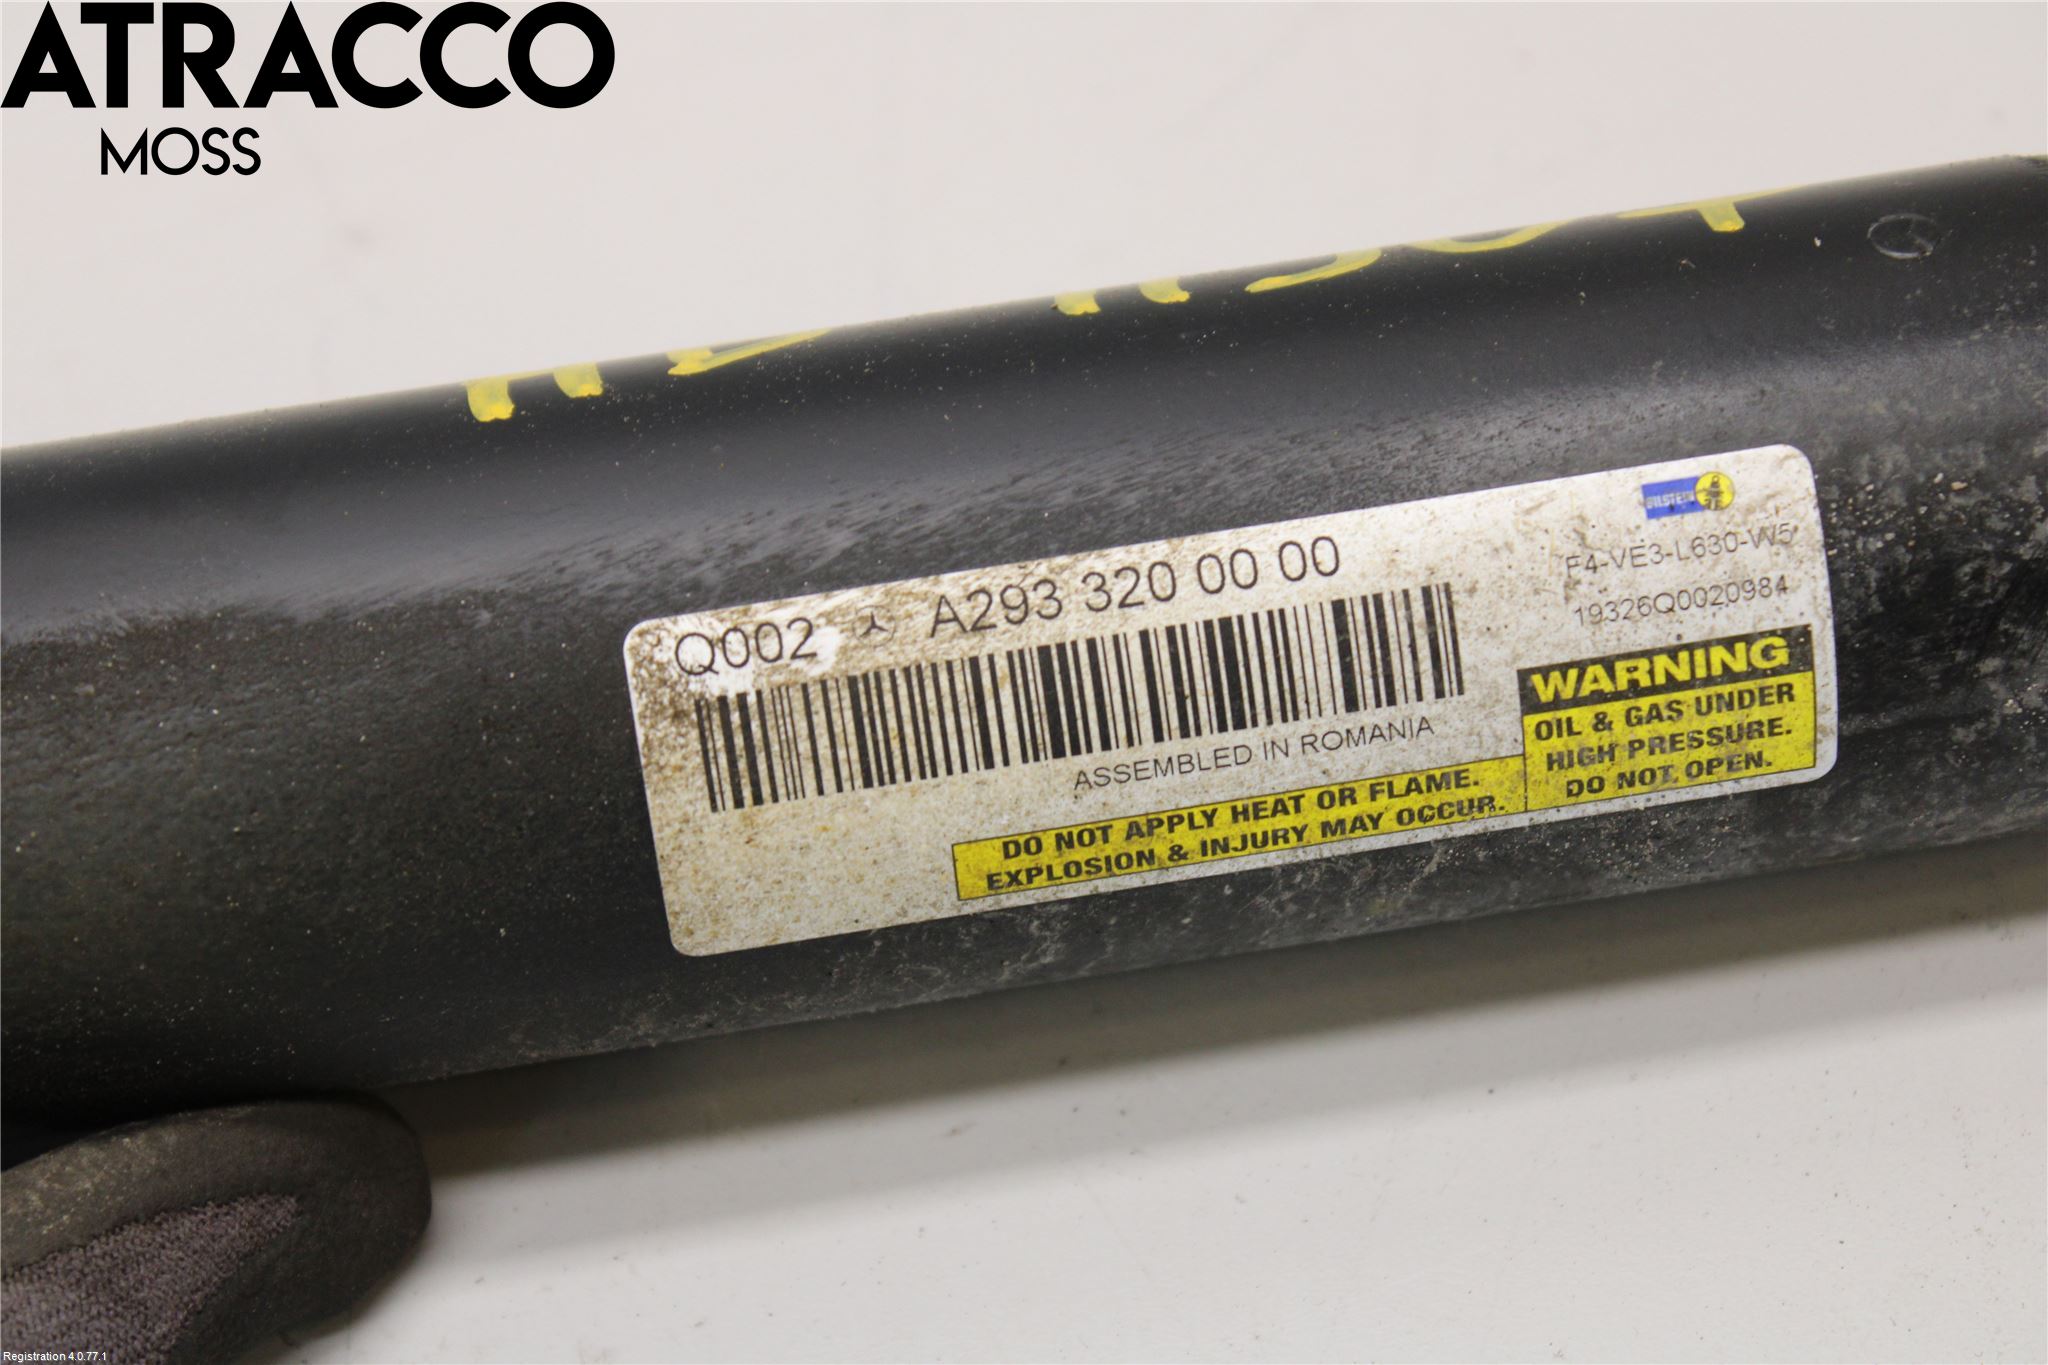 ATRACCO
MOSS
BILSTEIN
Q002 A293 320 00 00
F4-VE3-L630-W5
19326Q0020984
ASSEMBLED IN ROMANIA
WARNING
OIL & GAS UNDER
HIGH PRESSURE.
DO NOT OPEN.
DO NOT APPLY HEAT OR FLAME.
EXPLOSION & INJURY MAY OCCUR.
Registration 4.0.77.1